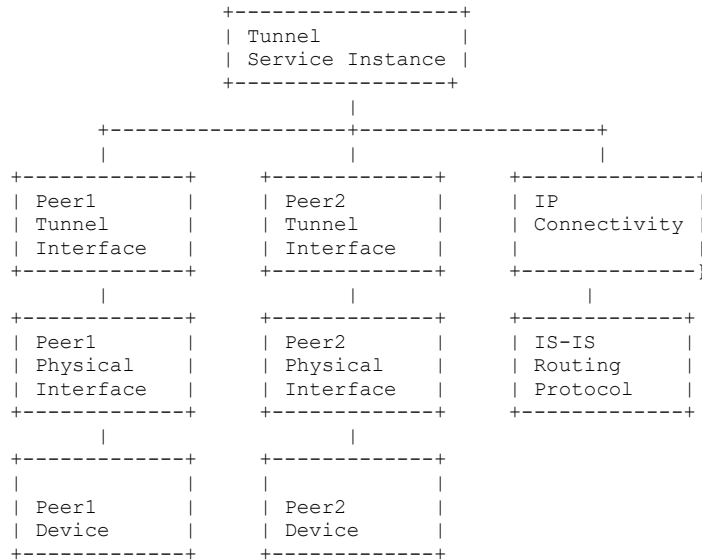 Tunnel
Service Instance
Peer1 Peer2 IP
Tunnel Tunnel Connectivity
Interface Interface
Peer1 Peer2 IS-IS
Physical Physical Routing
Interface Interface Protocol
Peer1 Peer2
Device Device